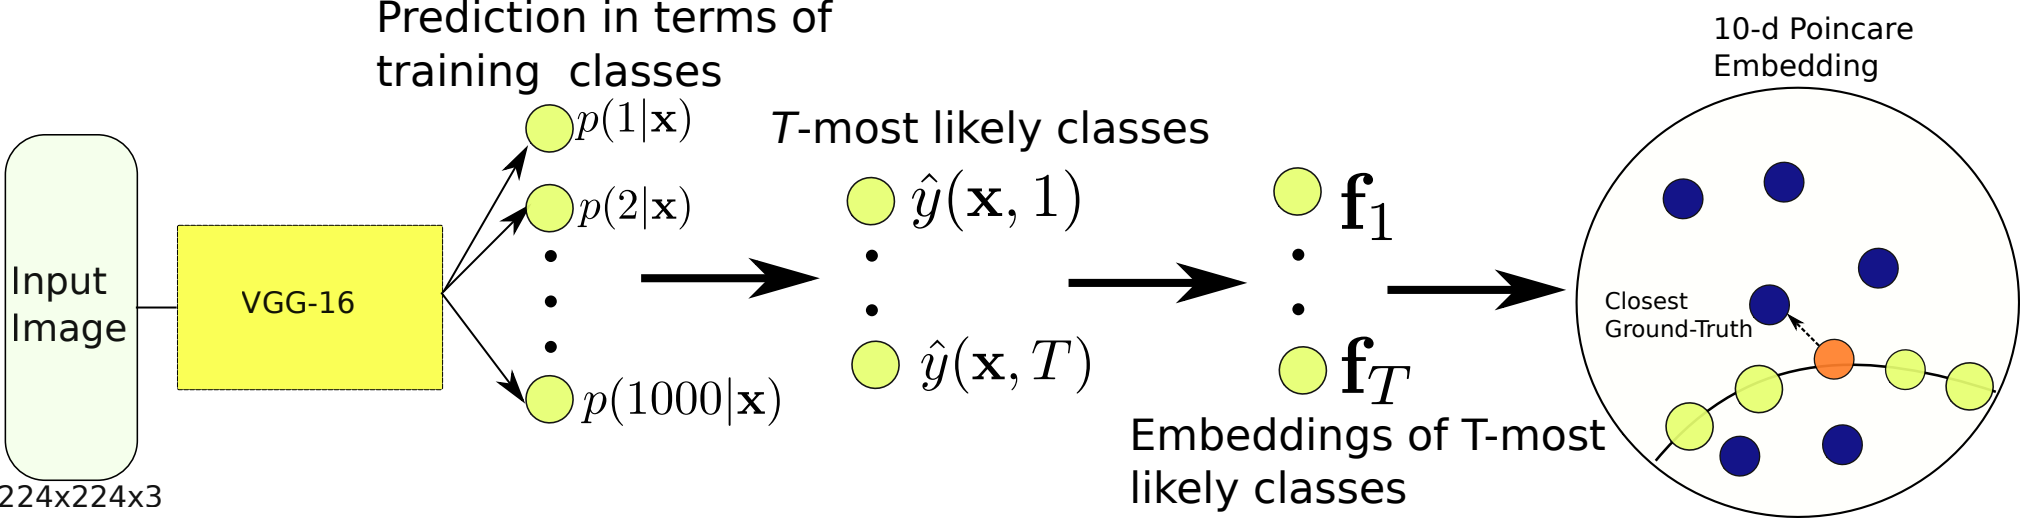 Prediction in terms of
training classes
p(1|x)
p(2|x)
p(1000|x)
Input
Image
224x224x3
VGG-16
T-most likely classes
ŷ(x, 1)
ŷ(x, T)
f₁
f_T
Embeddings of T-most
likely classes
10-d Poincare
Embedding
Closest
Ground-Truth